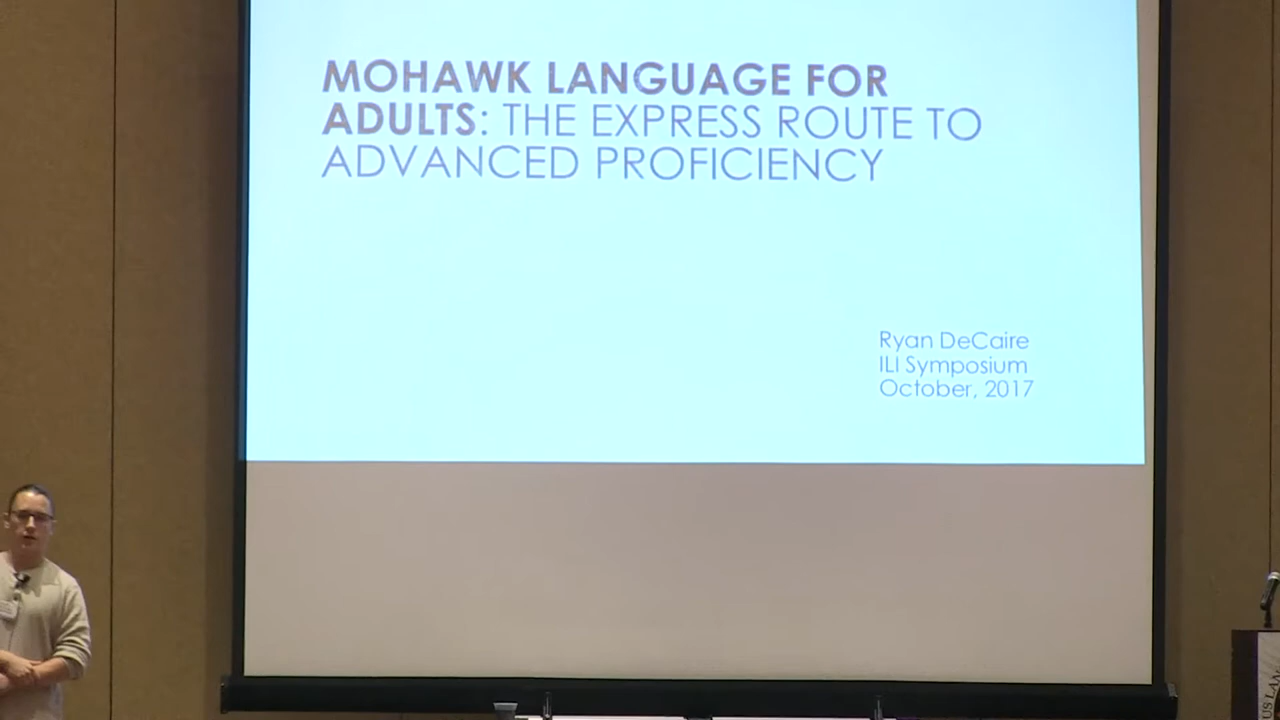 MOHAWK LANGUAGE FOR
ADULTS: THE EXPRESS ROUTE TO
ADVANCED PROFICIENCY
Ryan DeCaire
ILI Symposium
October, 2017